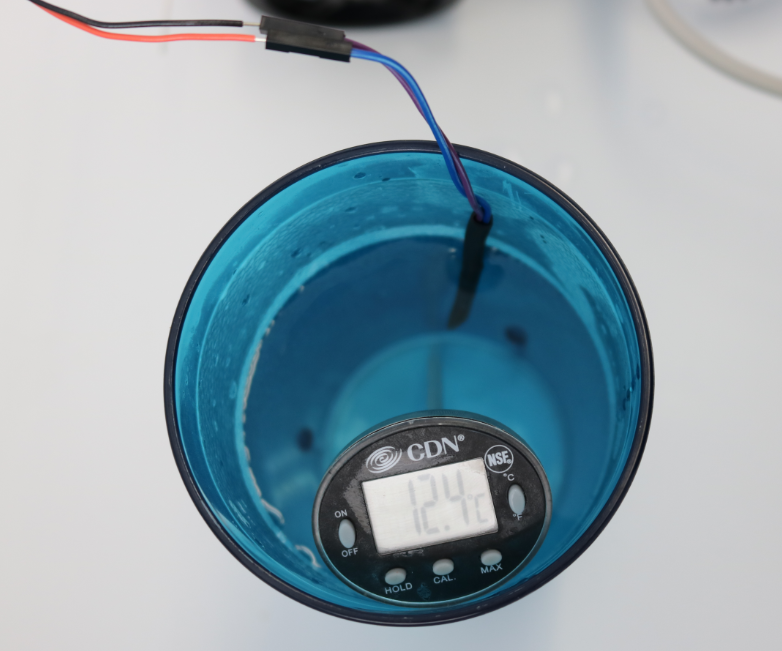 CDN®
NSF®
°C
ON
12.4°C
°F
OFF
HOLD
CAL.
MAX